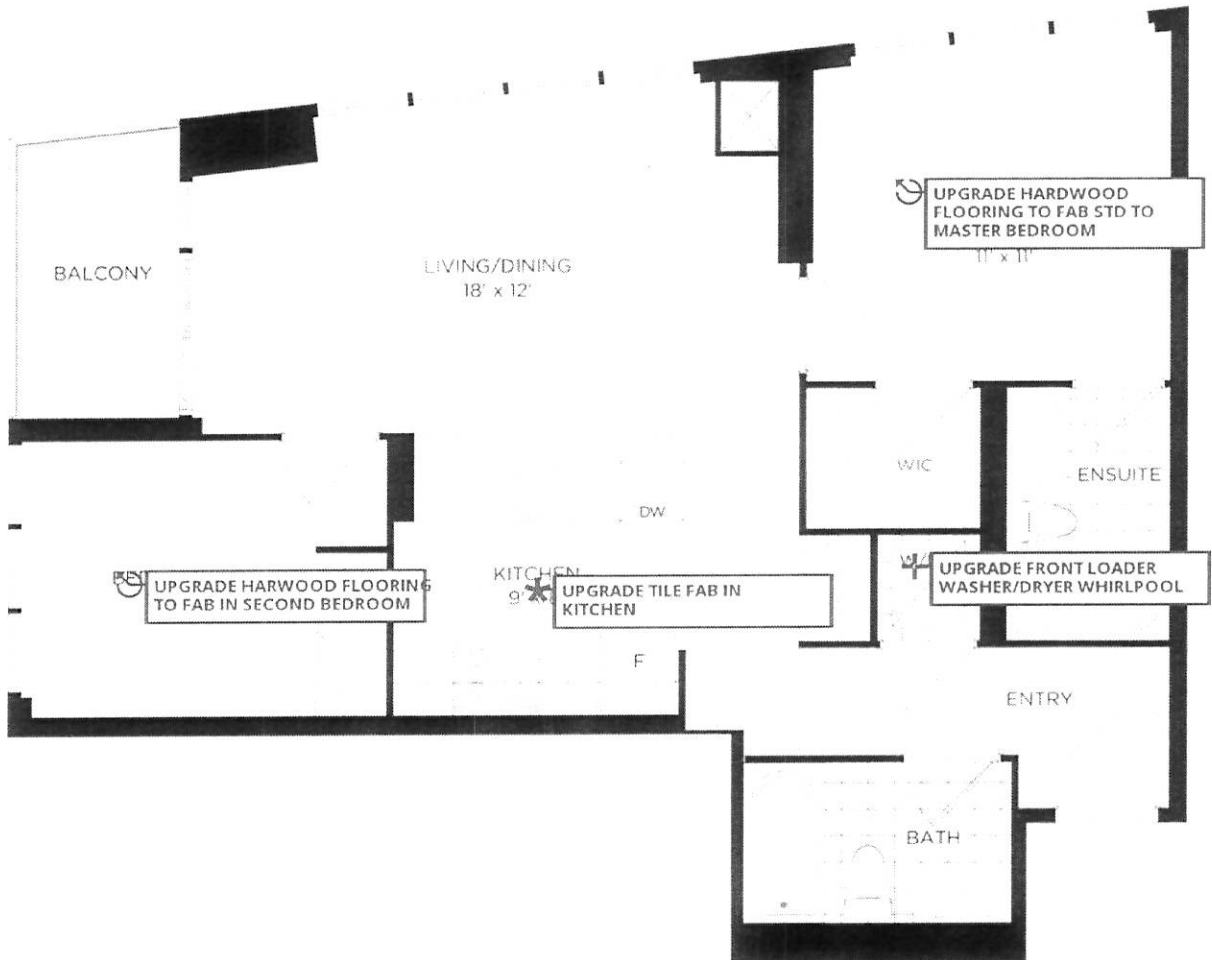 UPGRADE HARDWOOD
FLOORING TO FAB STD TO
MASTER BEDROOM
11' x 11'
BALCONY
LIVING/DINING
18' x 12'
WIC
ENSUITE
DW
KITCHEN
9'
UPGRADE HARWOOD FLOORING
TO FAB IN SECOND BEDROOM
UPGRADE TILE FAB IN
KITCHEN
UPGRADE FRONT LOADER
WASHER/DRYER WHIRLPOOL
F
ENTRY
BATH